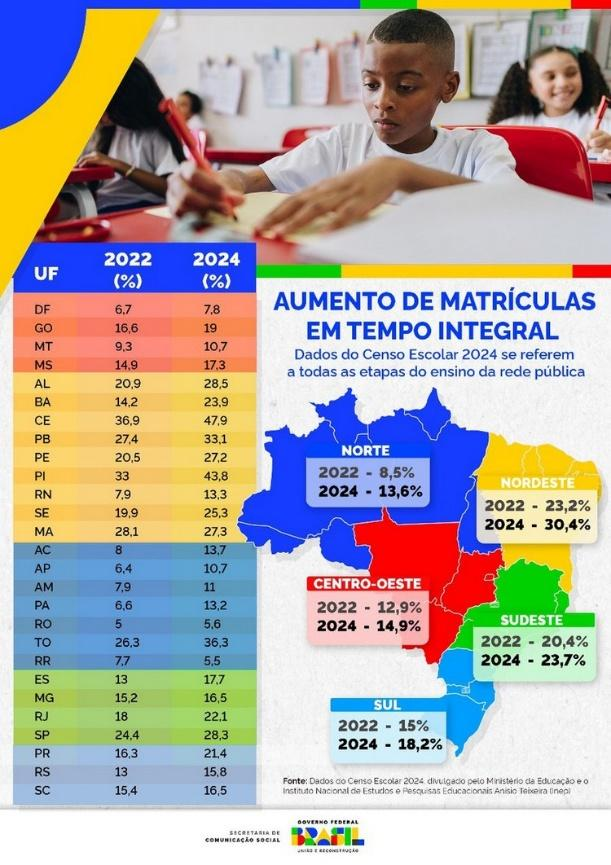 UF 2022 (%) 2024 (%)
DF 6,7 7,8
GO 16,6 19
MT 9,3 10,7
MS 14,9 17,3
AL 20,9 28,5
BA 14,2 23,9
CE 36,9 47,9
PB 27,4 33,1
PE 20,5 27,2
PI 33 43,8
RN 7,9 13,3
SE 19,9 25,3
MA 28,1 27,3
AC 8 13,7
AP 6,4 10,7
AM 7,9 11
PA 6,6 13,2
RO 5 5,6
TO 26,3 36,3
RR 7,7 5,5
ES 13 17,7
MG 15,2 16,5
RJ 18 22,1
SP 24,4 28,3
PR 16,3 21,4
RS 13 15,8
SC 15,4 16,5
AUMENTO DE MATRÍCULAS
EM TEMPO INTEGRAL
Dados do Censo Escolar 2024 se referem
a todas as etapas do ensino da rede pública
NORTE
2022 - 8,5%
2024 - 13,6%
NORDESTE
2022 - 23,2%
2024 - 30,4%
CENTRO-OESTE
2022 - 12,9%
2024 - 14,9%
SUDESTE
2022 - 20,4%
2024 - 23,7%
SUL
2022 - 15%
2024 - 18,2%
Fonte: Dados do Censo Escolar 2024, divulgado pelo Ministério da Educação e o
Instituto Nacional de Estudos e Pesquisas Educacionais Anísio Teixeira (Inep)
SECRETARIA DE
COMUNICAÇÃO SOCIAL
GOVERNO FEDERAL
BRASIL
UNIÃO E RECONSTRUÇÃO